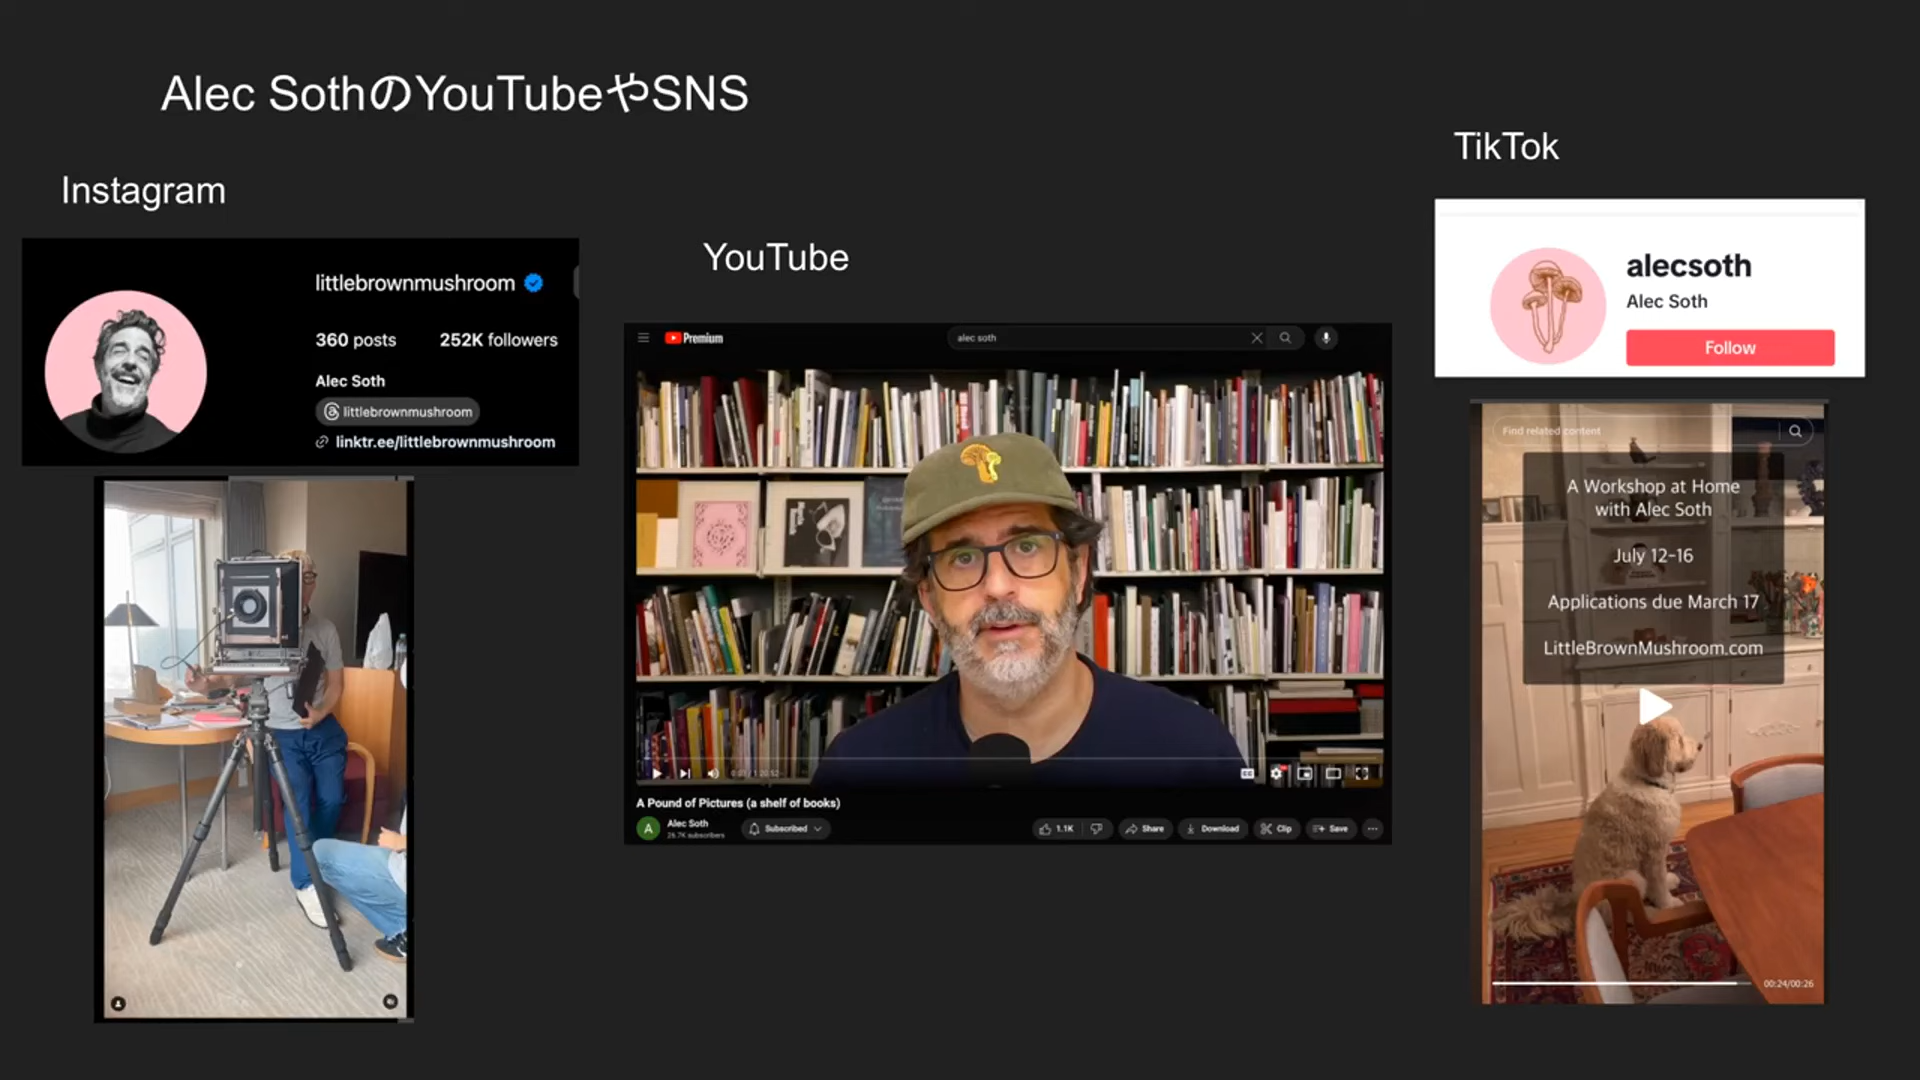 Alec SothのYouTubeやSNS
Instagram
littlebrownmushroom
360 posts 252K followers
Alec Soth
littlebrownmushroom
linktr.ee/littlebrownmushroom
YouTube
Premium
alec soth
A Pound of Pictures (a shelf of books)
A
Alec Soth
26.7K subscribers
Subscribed
1.1K
Share
Download
Clip
Save
TikTok
alecsoth
Alec Soth
Follow
Find related content
A Workshop at Home
with Alec Soth
July 12-16
Applications due March 17
LittleBrownMushroom.com
00:24/00:26